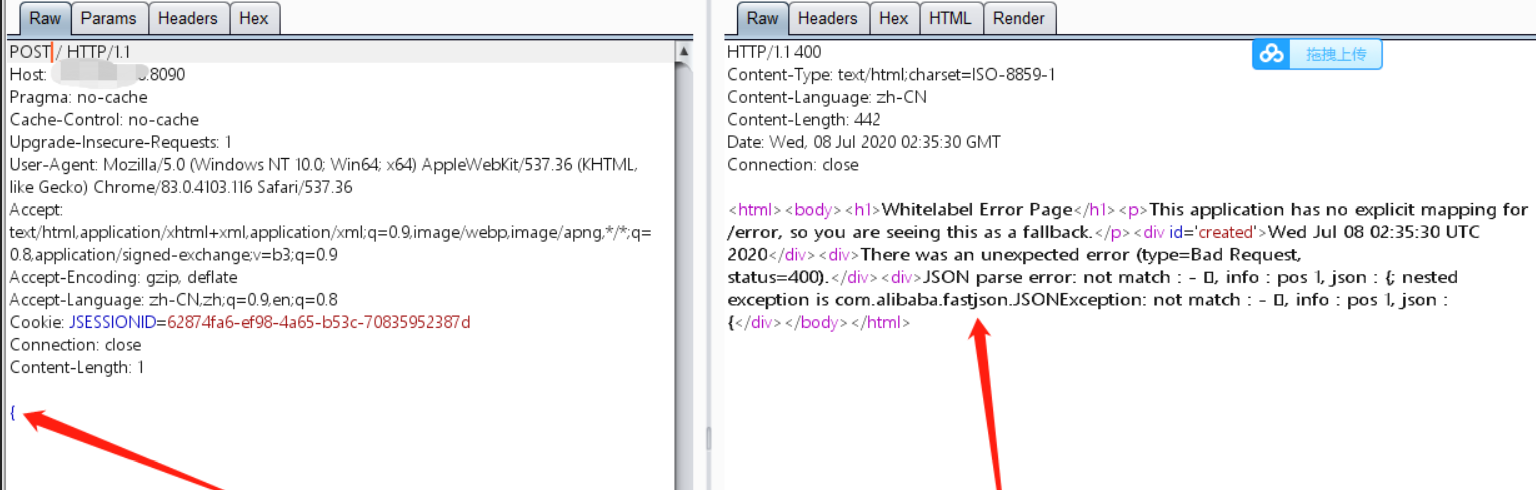 Raw Params Headers Hex
POST / HTTP/1.1
Host: :8090
Pragma: no-cache
Cache-Control: no-cache
Upgrade-Insecure-Requests: 1
User-Agent: Mozilla/5.0 (Windows NT 10.0; Win64; x64) AppleWebKit/537.36 (KHTML,
like Gecko) Chrome/83.0.4103.116 Safari/537.36
Accept:
text/html,application/xhtml+xml,application/xml;q=0.9,image/webp,image/apng,*/*;q=
0.8,application/signed-exchange;v=b3;q=0.9
Accept-Encoding: gzip, deflate
Accept-Language: zh-CN,zh;q=0.9,en;q=0.8
Cookie: JSESSIONID=62874fa6-ef98-4a65-b53c-70835952387d
Connection: close
Content-Length: 1
{
Raw Headers Hex HTML Render
HTTP/1.1 400
Content-Type: text/html;charset=ISO-8859-1
Content-Language: zh-CN
Content-Length: 442
Date: Wed, 08 Jul 2020 02:35:30 GMT
Connection: close
<html><body><h1>Whitelabel Error Page</h1><p>This application has no explicit mapping for
/error, so you are seeing this as a fallback.</p><div id='created'>Wed Jul 08 02:35:30 UTC
2020</div><div>There was an unexpected error (type=Bad Request,
status=400).</div><div>JSON parse error: not match : - , info : pos 1, json : {; nested
exception is com.alibaba.fastjson.JSONException: not match : - , info : pos 1, json :
{</div></body></html>
拖拽上传